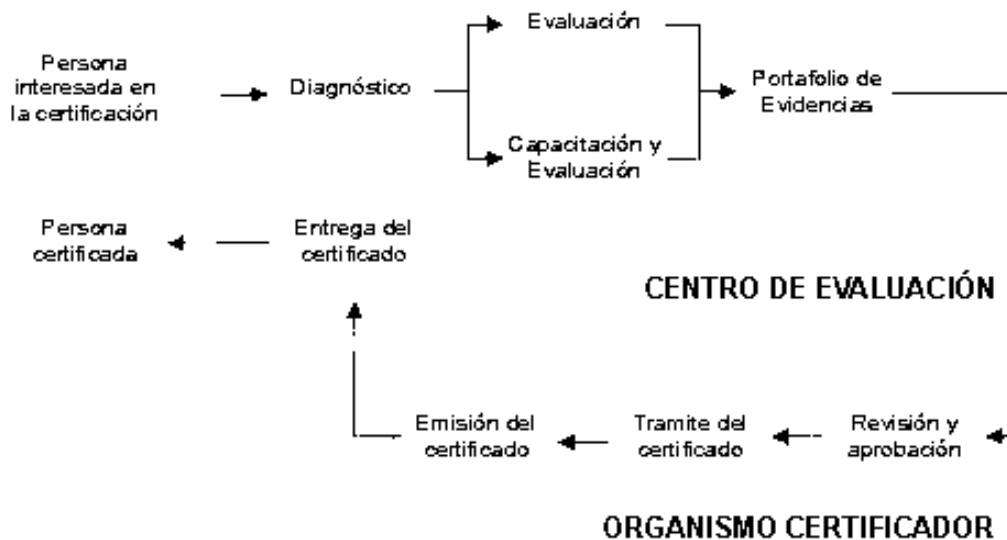 Persona
interesada en
la certificación
Diagnóstico
Evaluación
Capacitación y
Evaluación
Portafolio de
Evidencias
Persona
certificada
Entrega del
certificado
CENTRO DE EVALUACIÓN
Emisión del
certificado
Tramite del
certificado
Revisión y
aprobación
ORGANISMO CERTIFICADOR